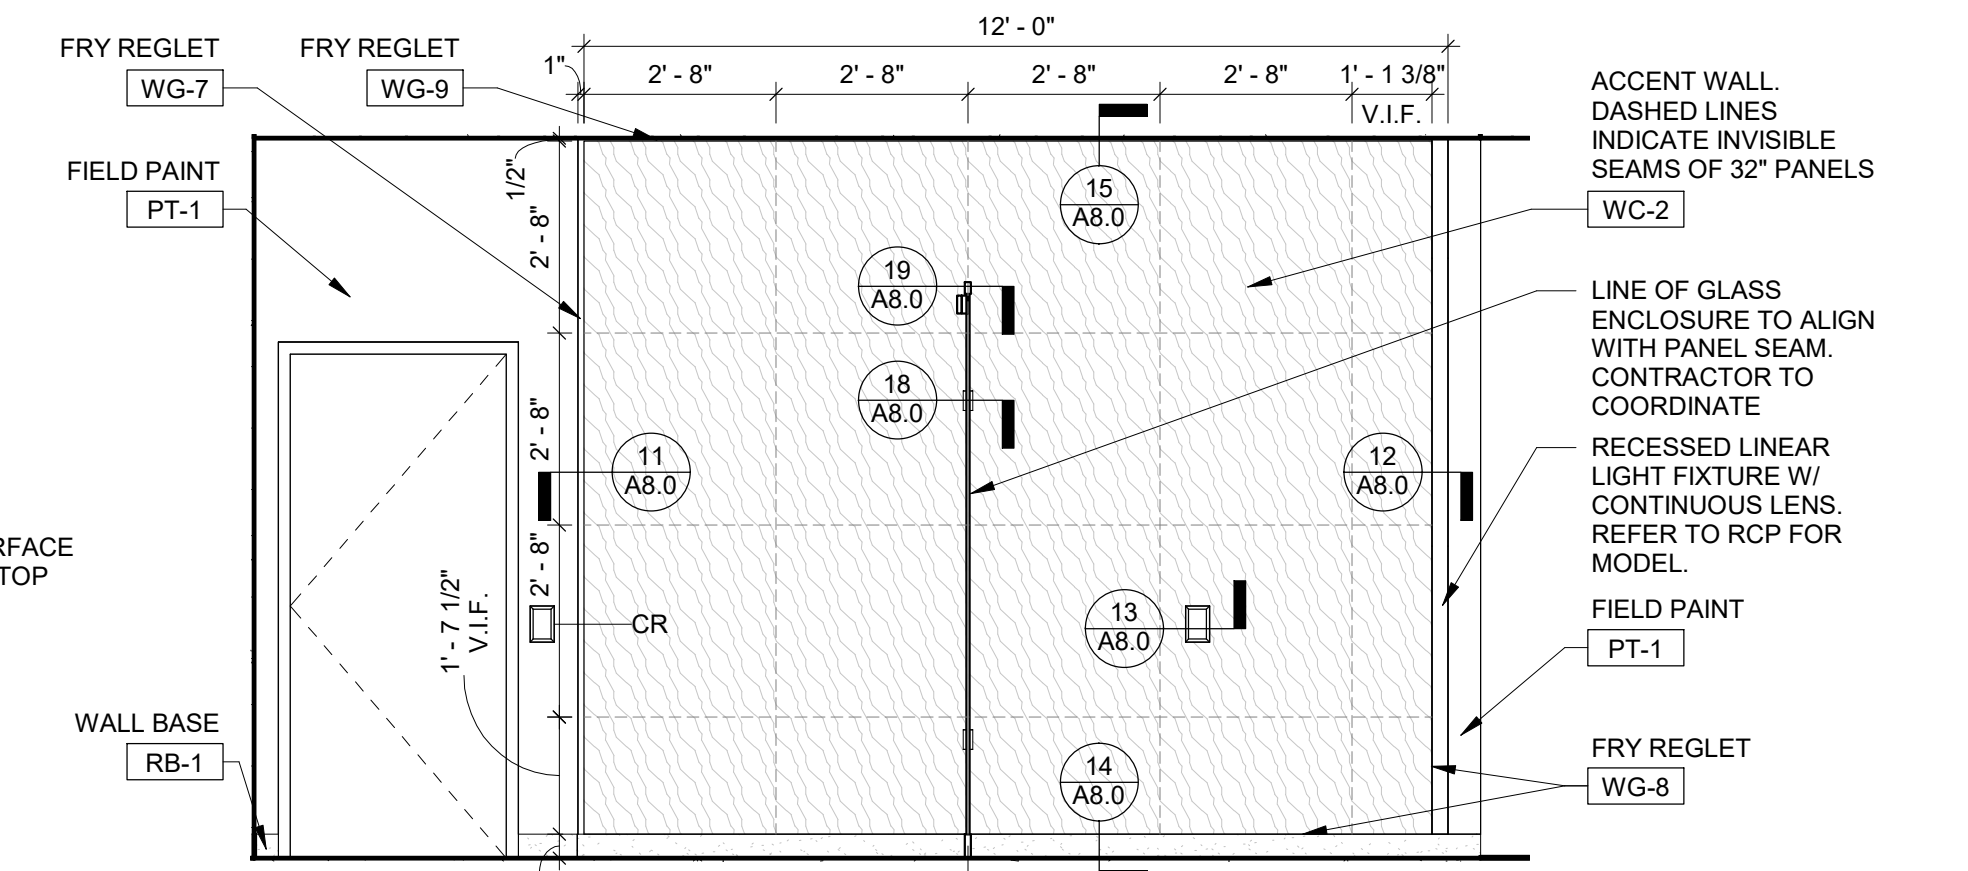 12' - 0"
FRY REGLET
WG-7
FRY REGLET
WG-9
1"
2' - 8"
2' - 8"
2' - 8"
2' - 8"
1' - 1 3/8"
V.I.F.
ACCENT WALL.
DASHED LINES
INDICATE INVISIBLE
SEAMS OF 32" PANELS
WC-2
FIELD PAINT
PT-1
1/2"
2' - 8"
15
A8.0
19
A8.0
LINE OF GLASS
ENCLOSURE TO ALIGN
WITH PANEL SEAM.
CONTRACTOR TO
COORDINATE
18
A8.0
2' - 8"
11
A8.0
12
A8.0
RECESSED LINEAR
LIGHT FIXTURE W/
CONTINUOUS LENS.
REFER TO RCP FOR
MODEL.
RFACE
TOP
2' - 8"
1' - 7 1/2"
V.I.F.
CR
13
A8.0
FIELD PAINT
PT-1
WALL BASE
RB-1
14
A8.0
FRY REGLET
WG-8